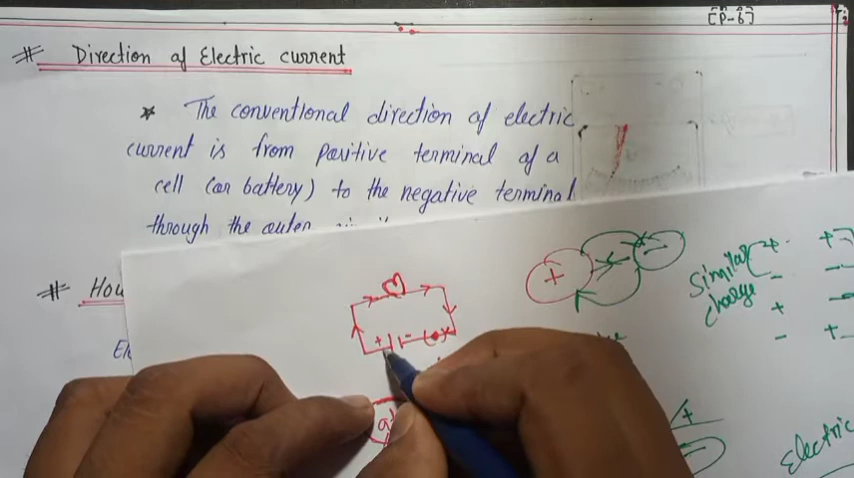 [P-6]
# Direction of Electric current
* The conventional direction of electric
current is from positive terminal of a
cell (or battery) to the negative terminal
through the outer
# How
+ -
+ -
Similar
charge
+ +
- -
+ -
- +
+
Electric